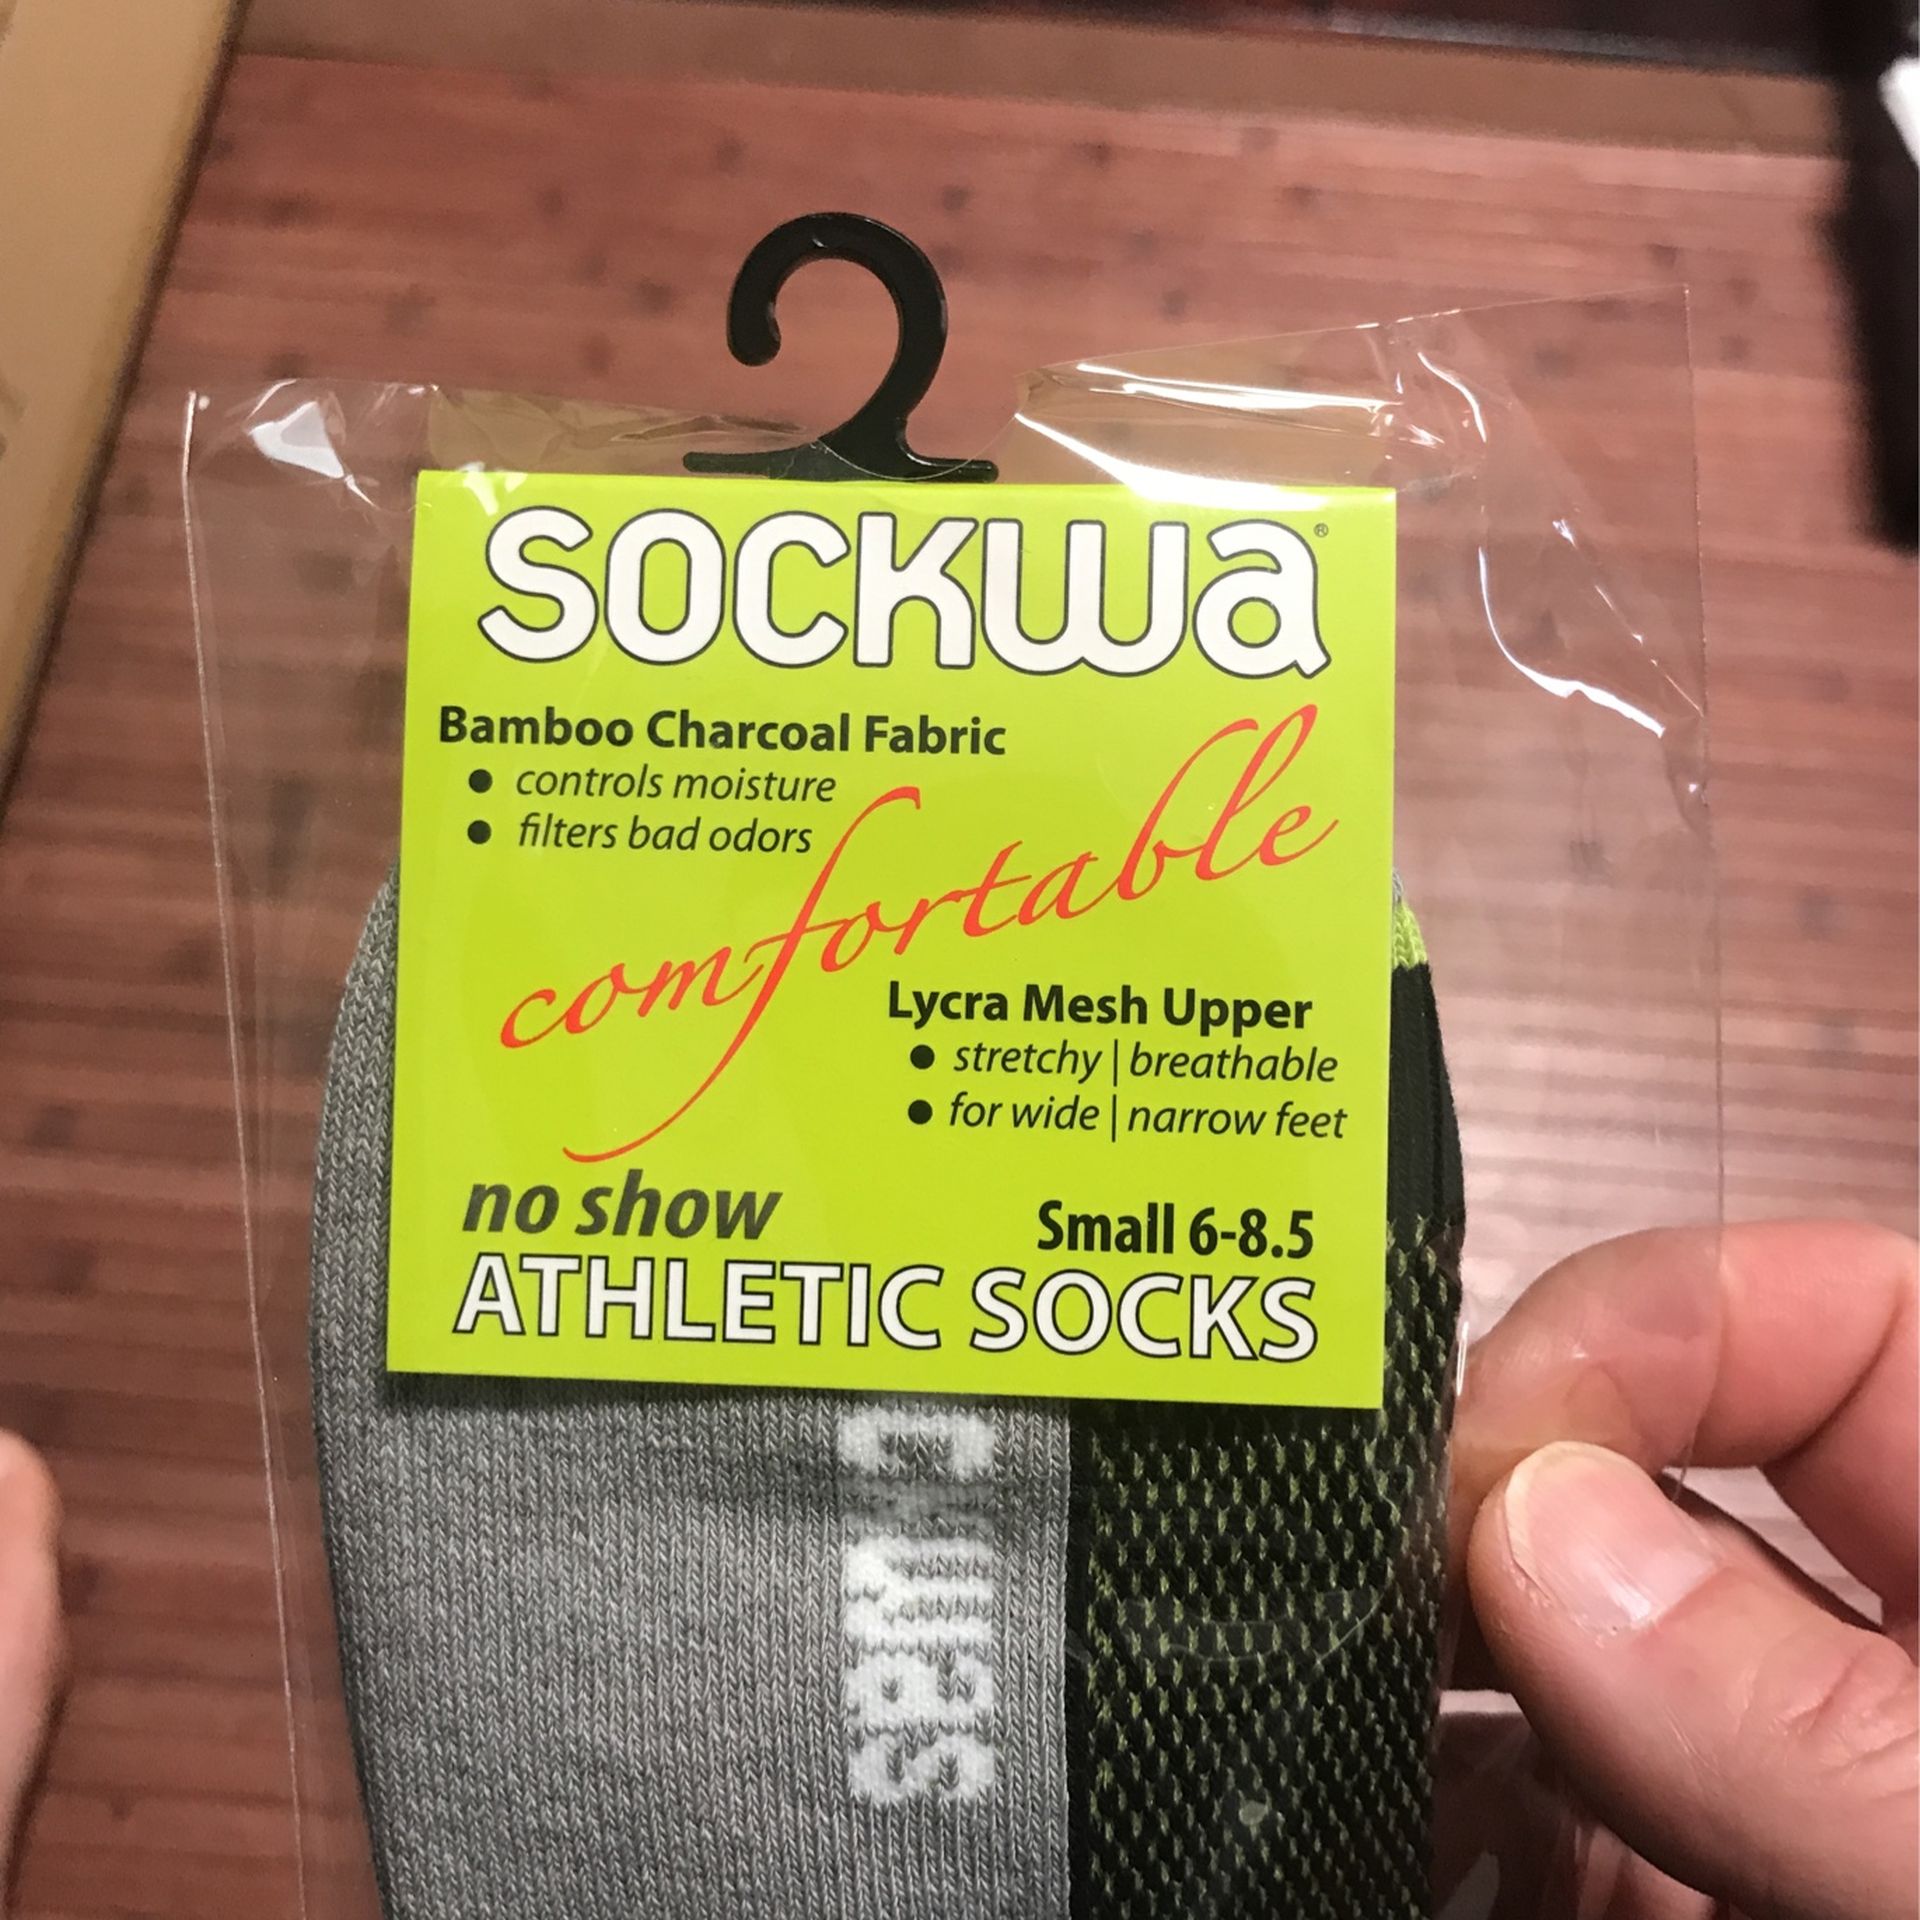 sockwa®
Bamboo Charcoal Fabric
● controls moisture
● filters bad odors
comfortable
Lycra Mesh Upper
● stretchy | breathable
● for wide | narrow feet
no show
Small 6-8.5
ATHLETIC SOCKS